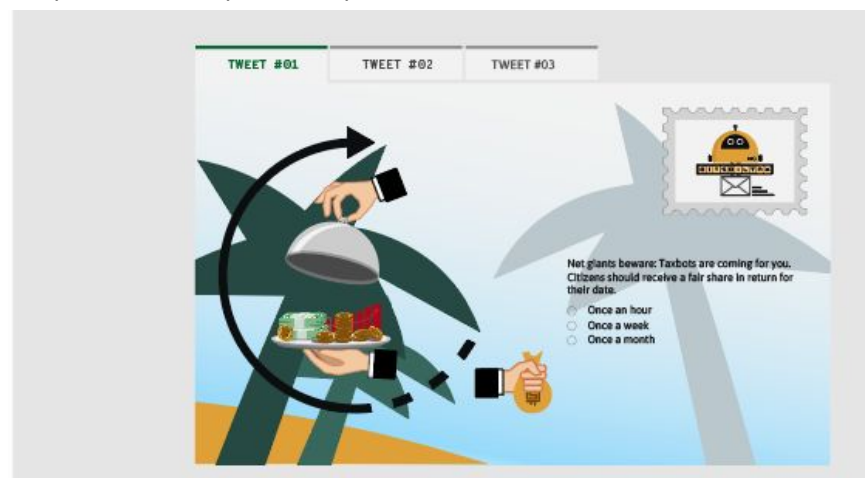 TWEET #01
TWEET #02
TWEET #03
Net giants beware: Taxbots are coming for you.
Citizens should receive a fair share in return for
their date.
Once an hour
Once a week
Once a month